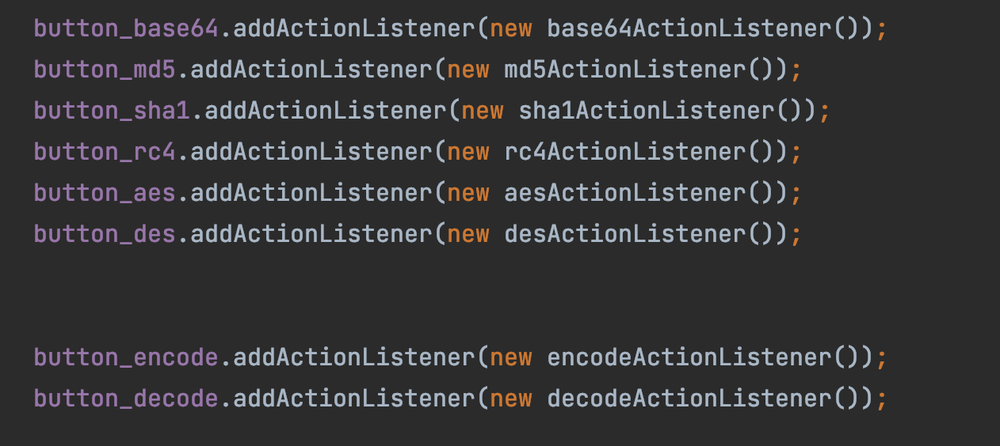 button_base64.addActionListener(new base64ActionListener());
button_md5.addActionListener(new md5ActionListener());
button_sha1.addActionListener(new sha1ActionListener());
button_rc4.addActionListener(new rc4ActionListener());
button_aes.addActionListener(new aesActionListener());
button_des.addActionListener(new desActionListener());
button_encode.addActionListener(new encodeActionListener());
button_decode.addActionListener(new decodeActionListener());